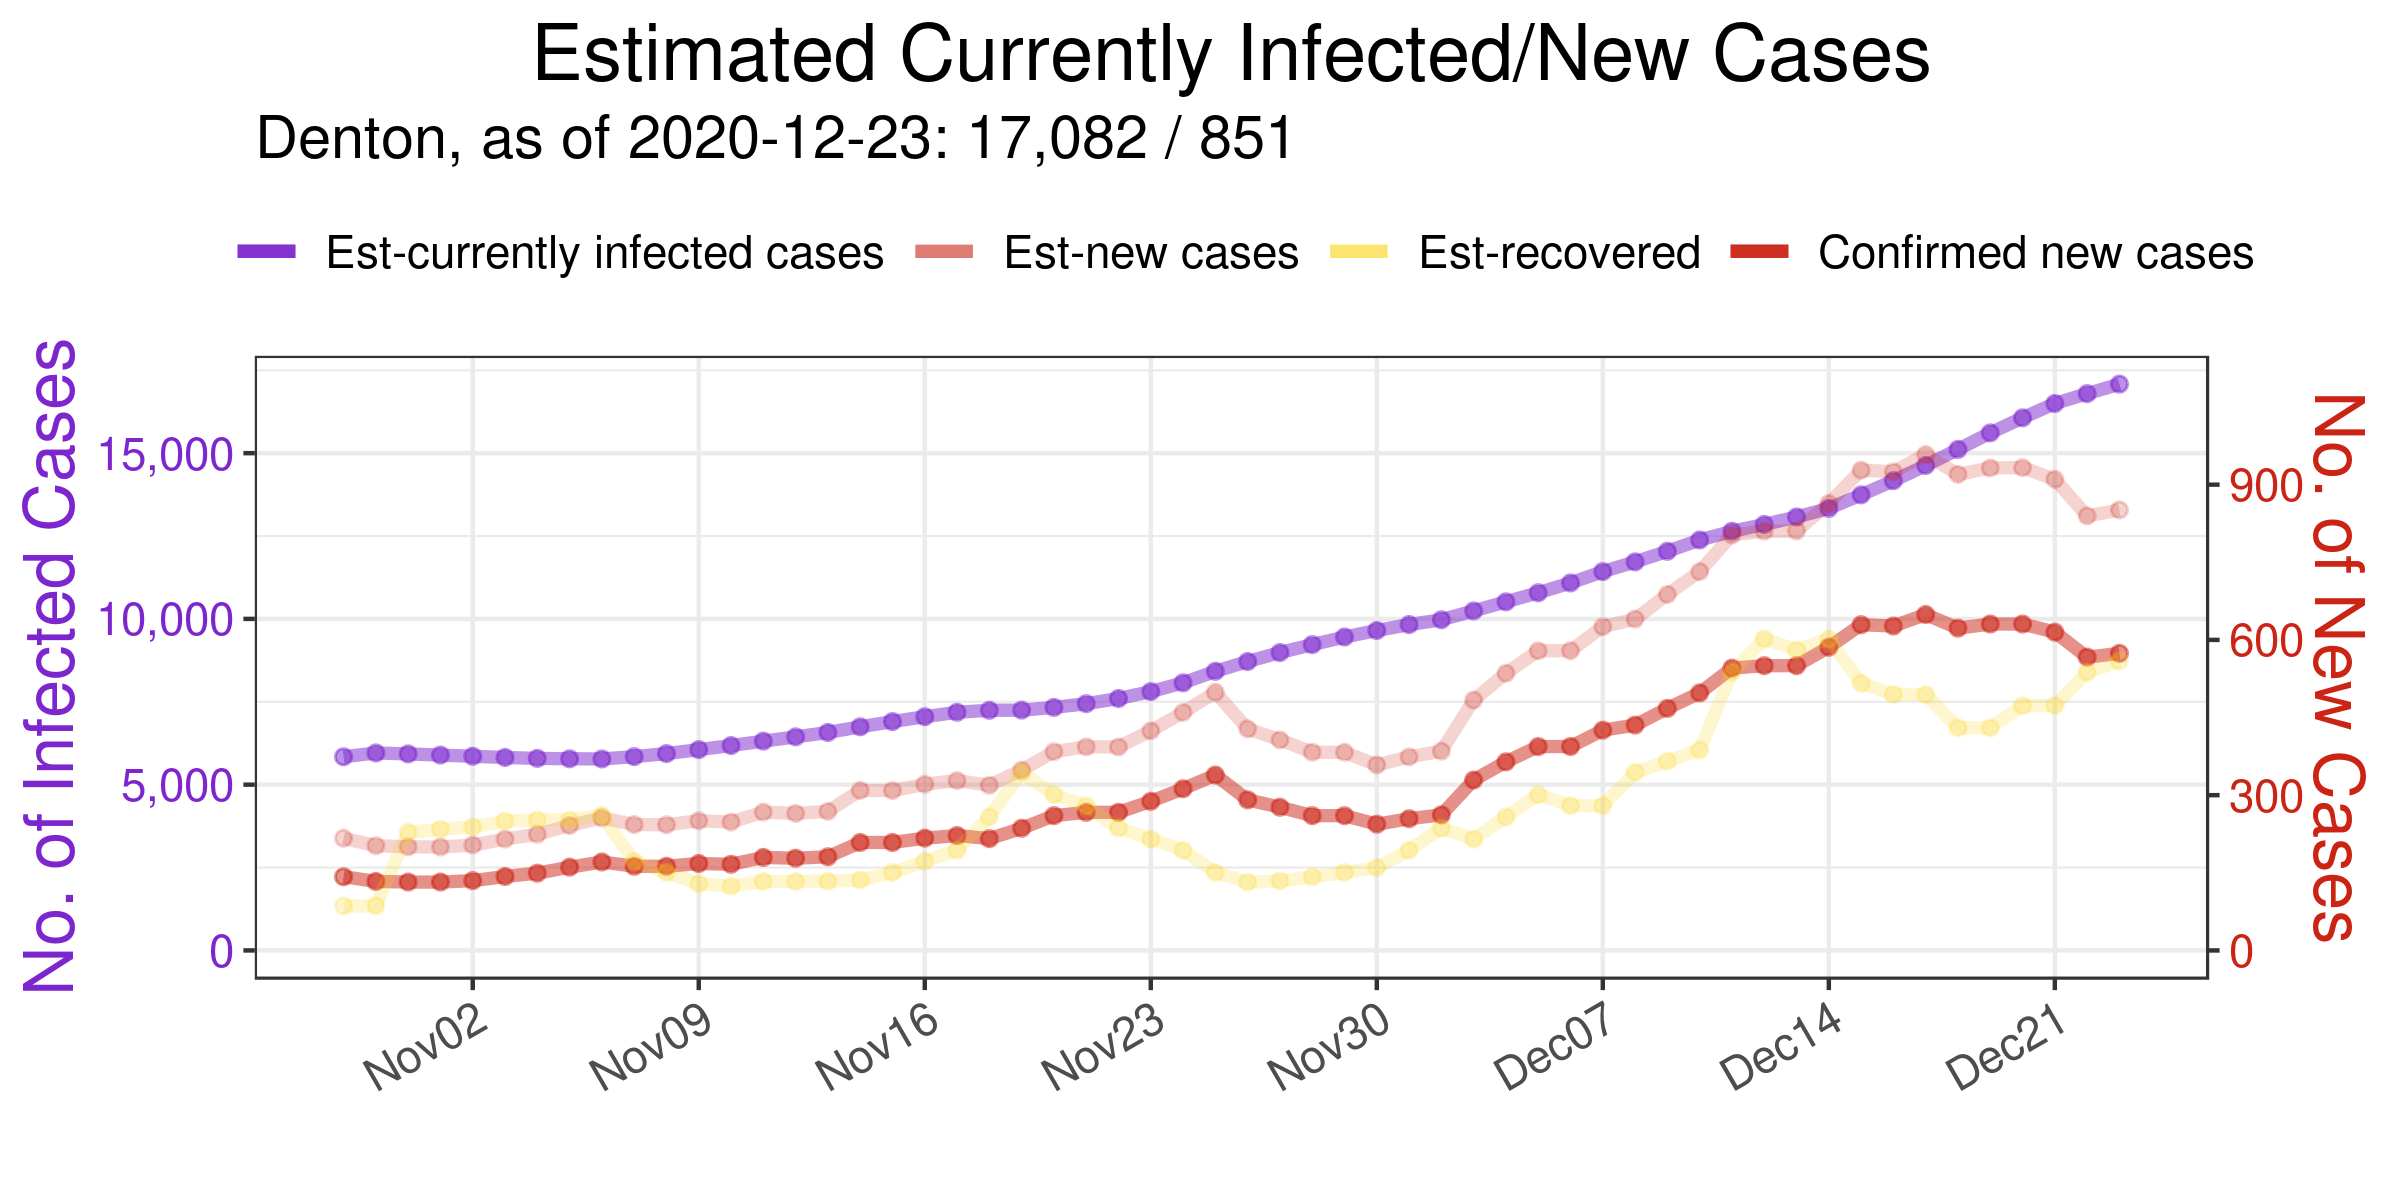 Estimated Currently Infected/New Cases
Denton, as of 2020-12-23: 17,082 / 851
Est-currently infected cases Est-new cases Est-recovered Confirmed new cases
No. of Infected Cases
15,000
10,000
5,000
0
900
600
300
0
No. of New Cases
Nov02 Nov09 Nov16 Nov23 Nov30 Dec07 Dec14 Dec21